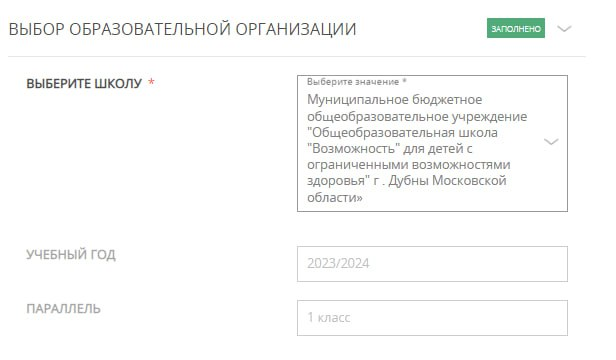 ВЫБОР ОБРАЗОВАТЕЛЬНОЙ ОРГАНИЗАЦИИ
ЗАПОЛНЕНО
ВЫБЕРИТЕ ШКОЛУ *
Выберите значение *
Муниципальное бюджетное
общеобразовательное учреждение
"Общеобразовательная школа
"Возможность" для детей с
ограниченными возможностями
здоровья" г . Дубны Московской
области»
УЧЕБНЫЙ ГОД
2023/2024
ПАРАЛЛЕЛЬ
1 класс